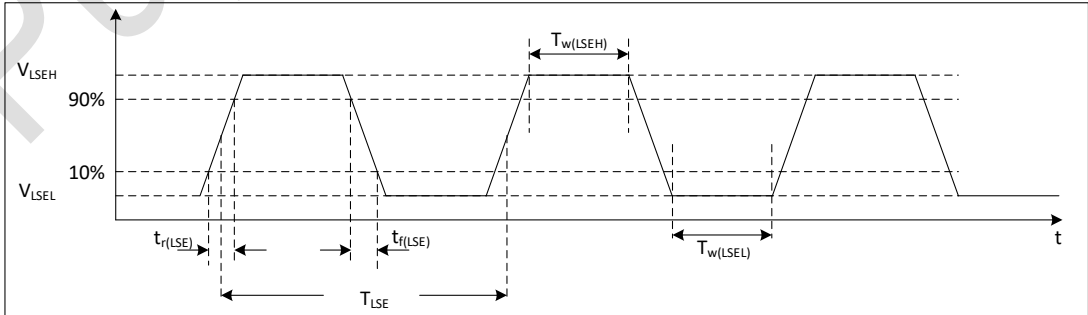 T_w(LSEH)
V_LSEH
90%
10%
V_LSEL
t_r(LSE) t_f(LSE) T_w(LSEL) t
T_LSE